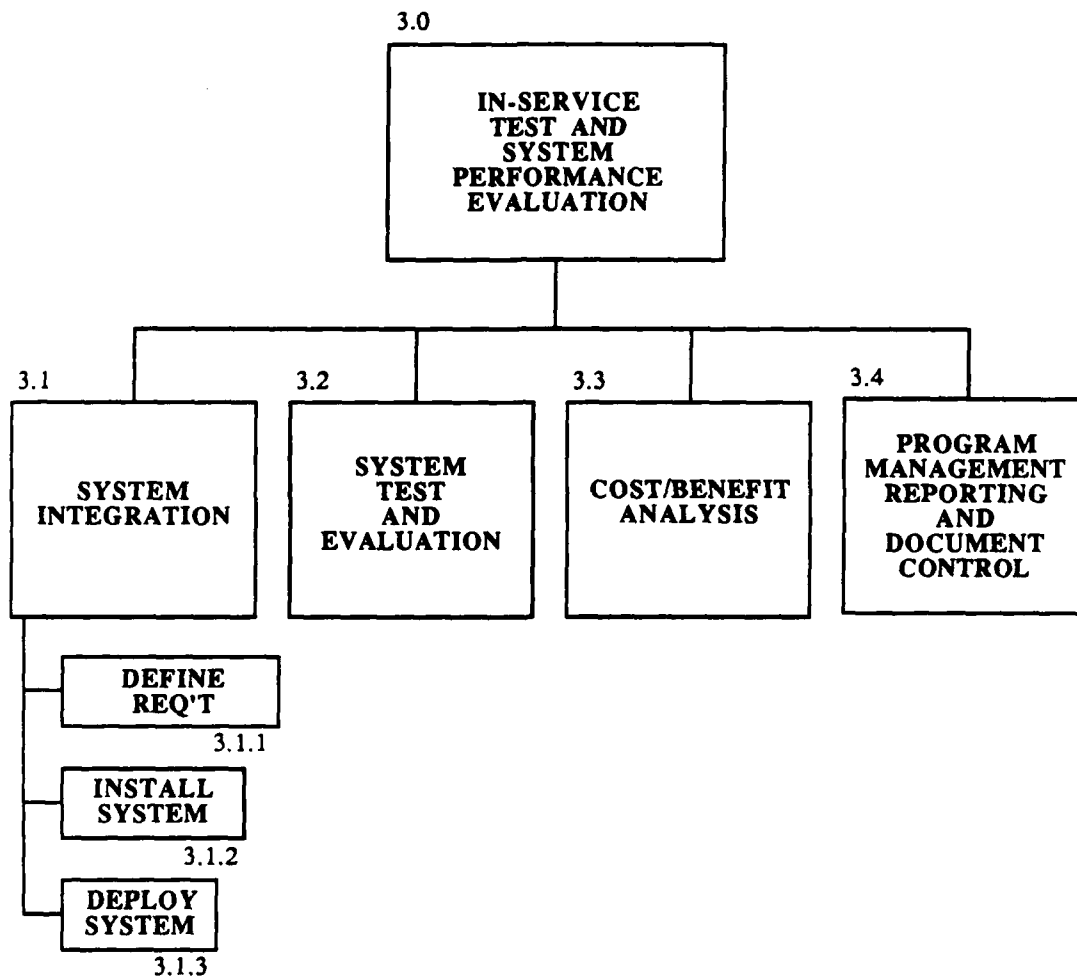 3.0
IN-SERVICE
TEST AND
SYSTEM
PERFORMANCE
EVALUATION
3.1
SYSTEM
INTEGRATION
3.2
SYSTEM
TEST
AND
EVALUATION
3.3
COST/BENEFIT
ANALYSIS
3.4
PROGRAM
MANAGEMENT
REPORTING
AND
DOCUMENT
CONTROL
DEFINE
REQ'T
3.1.1
INSTALL
SYSTEM
3.1.2
DEPLOY
SYSTEM
3.1.3